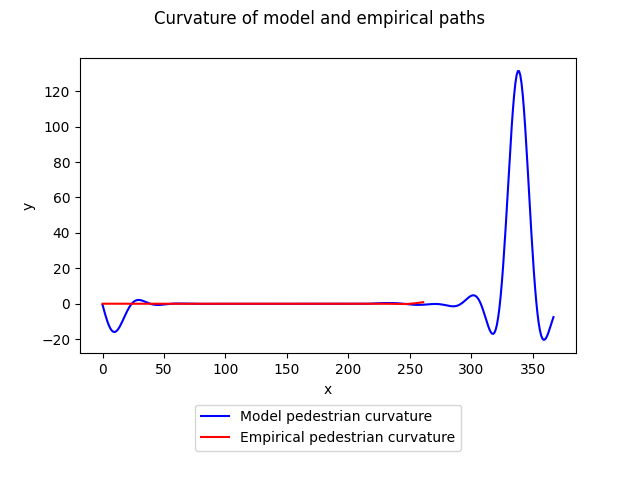 Curvature of model and empirical paths
120
100
80
60
40
20
0
−20
y
0 50 100 150 200 250 300 350
x
Model pedestrian curvature
Empirical pedestrian curvature